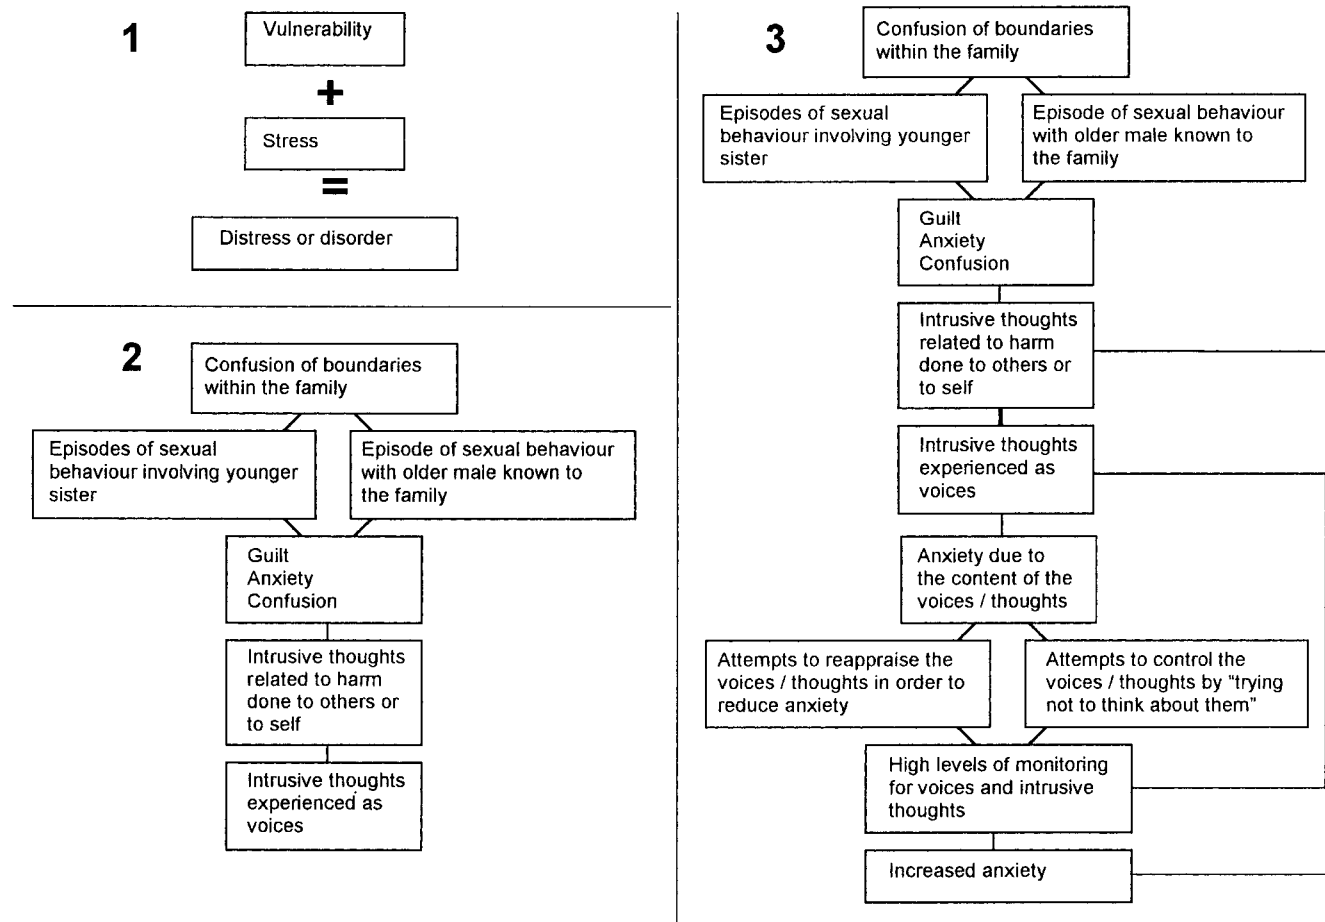 1
Vulnerability
+
Stress
=
Distress or disorder
2
Confusion of boundaries
within the family
Episodes of sexual
behaviour involving younger
sister
Episode of sexual behaviour
with older male known to
the family
Guilt
Anxiety
Confusion
Intrusive thoughts
related to harm
done to others or
to self
Intrusive thoughts
experienced as
voices
3
Confusion of boundaries
within the family
Episodes of sexual
behaviour involving younger
sister
Episode of sexual behaviour
with older male known to
the family
Guilt
Anxiety
Confusion
Intrusive thoughts
related to harm
done to others or
to self
Intrusive thoughts
experienced as
voices
Anxiety due to
the content of the
voices / thoughts
Attempts to reappraise the
voices / thoughts in order to
reduce anxiety
Attempts to control the
voices / thoughts by "trying
not to think about them"
High levels of monitoring
for voices and intrusive
thoughts
Increased anxiety